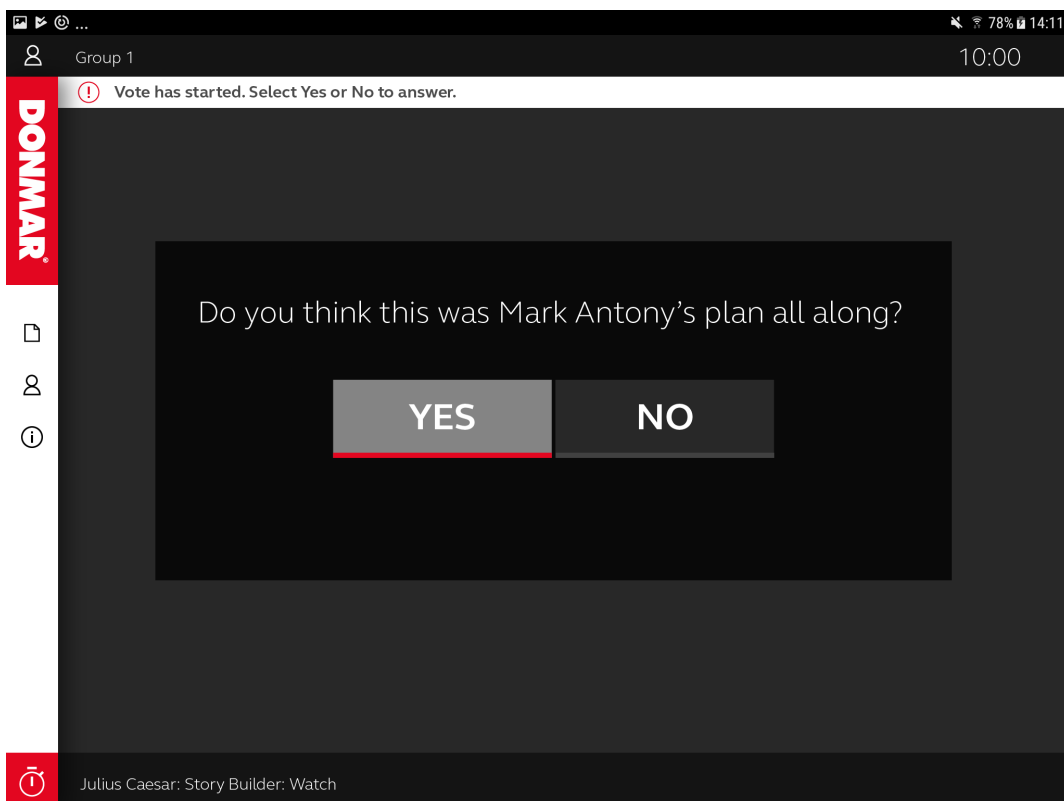 ... 78% 14:11
Group 1 10:00
Vote has started. Select Yes or No to answer.
DONMAR®
Do you think this was Mark Antony’s plan all along?
YES NO
Julius Caesar: Story Builder: Watch